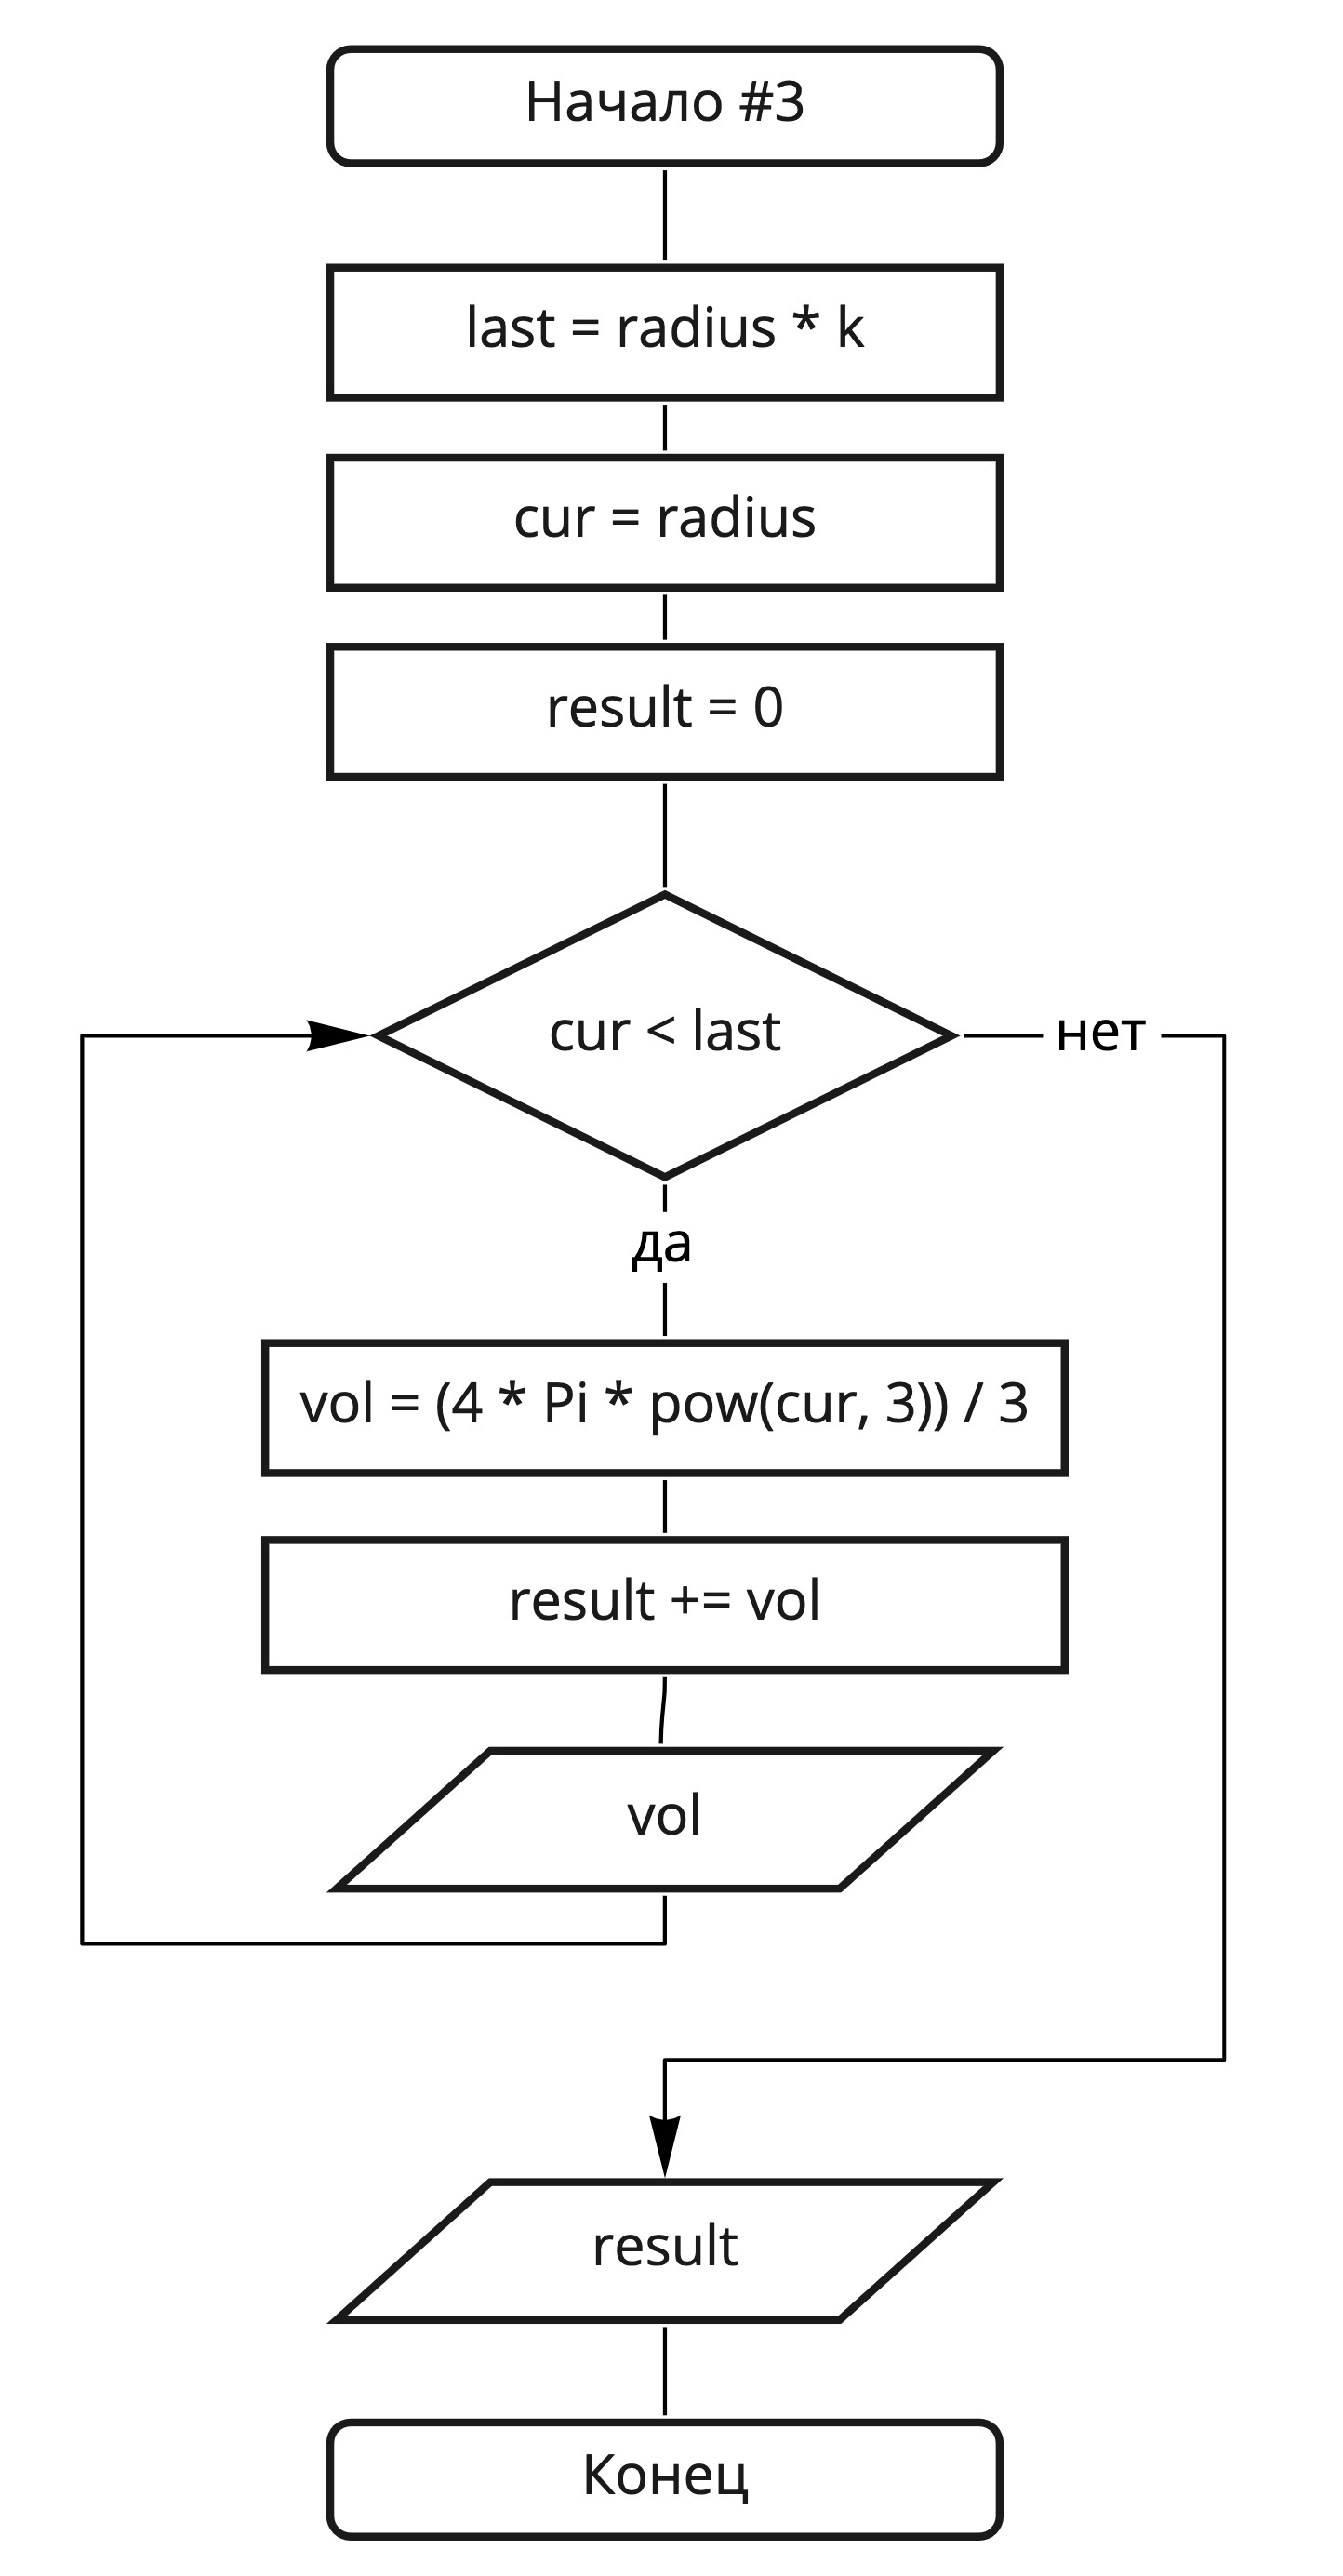 Начало #3
last = radius * k
cur = radius
result = 0
cur < last
нет
да
vol = (4 * Pi * pow(cur, 3)) / 3
result += vol
vol
result
Конец